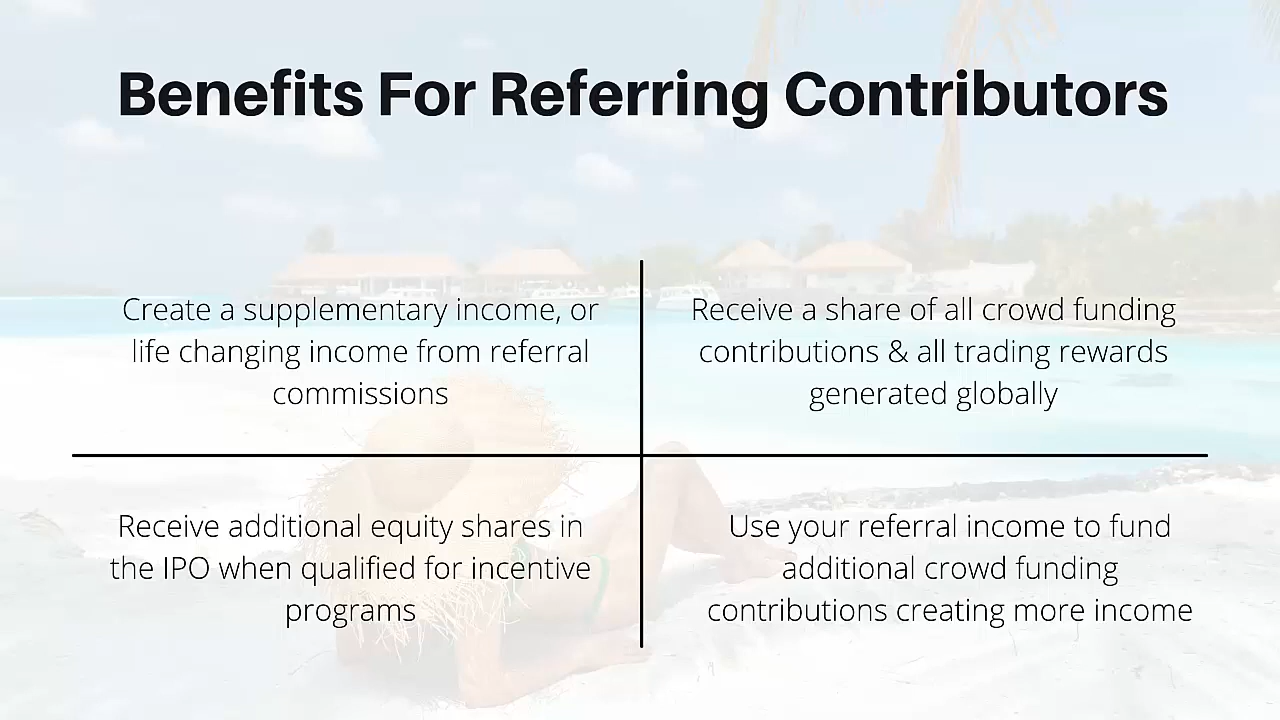 Benefits For Referring Contributors
Create a supplementary income, or
life changing income from referral
commissions
Receive a share of all crowd funding
contributions & all trading rewards
generated globally
Receive additional equity shares in
the IPO when qualified for incentive
programs
Use your referral income to fund
additional crowd funding
contributions creating more income